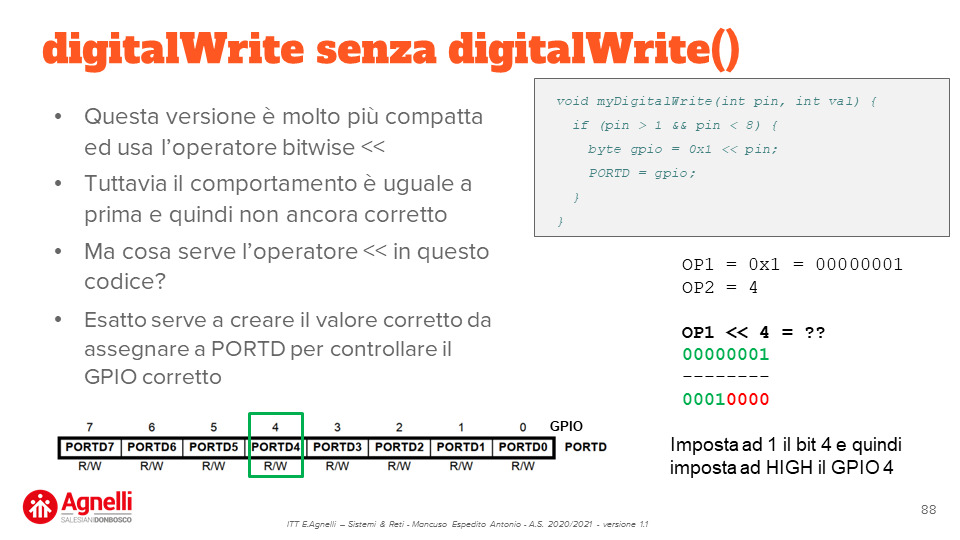 digitalWrite senza digitalWrite()
• Questa versione è molto più compatta
ed usa l’operatore bitwise <<
• Tuttavia il comportamento è uguale a
prima e quindi non ancora corretto
• Ma cosa serve l’operatore << in questo
codice?
• Esatto serve a creare il valore corretto da
assegnare a PORTD per controllare il
GPIO corretto
void myDigitalWrite(int pin, int val) {
if (pin > 1 && pin < 8) {
byte gpio = 0x1 << pin;
PORTD = gpio;
}
}
OP1 = 0x1 = 00000001
OP2 = 4
OP1 << 4 = ??
00000001
--------
00010000
Imposta ad 1 il bit 4 e quindi
imposta ad HIGH il GPIO 4
7 6 5 4 3 2 1 0 GPIO
PORTD7 PORTD6 PORTD5 PORTD4 PORTD3 PORTD2 PORTD1 PORTD0 PORTD
R/W R/W R/W R/W R/W R/W R/W R/W
Agnelli
SALESIANI DONBOSCO
ITT E.Agnelli – Sistemi & Reti - Mancuso Espedito Antonio - A.S. 2020/2021 - versione 1.1
88